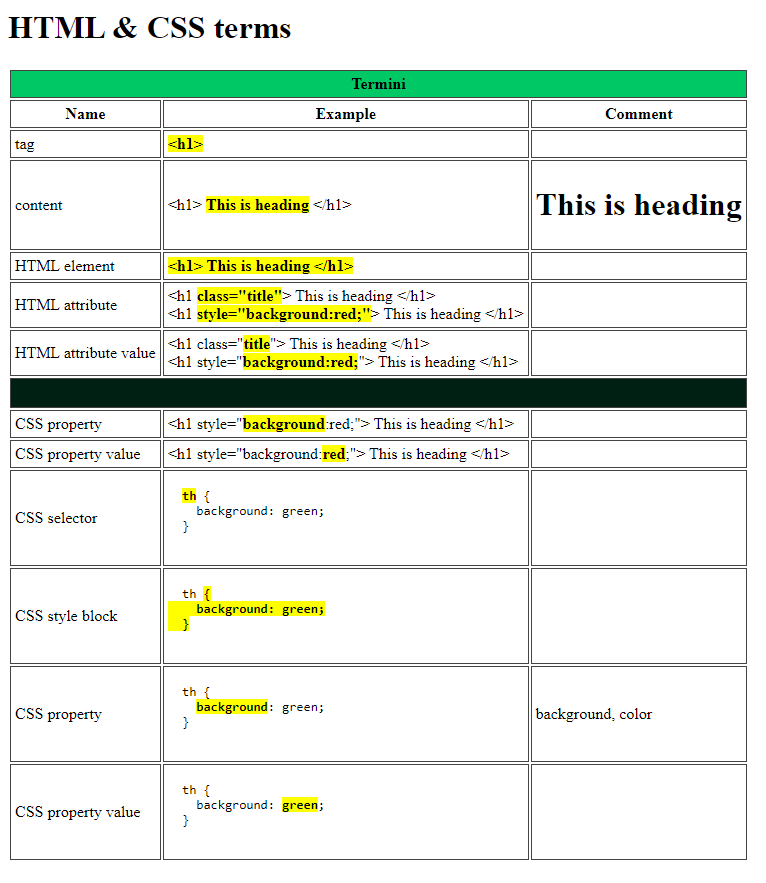 HTML & CSS terms
Termini
Name Example Comment
tag <h1>
content <h1> This is heading </h1> This is heading
HTML element <h1> This is heading </h1>
HTML attribute <h1 class="title"> This is heading </h1>
<h1 style="background:red;"> This is heading </h1>
HTML attribute value <h1 class="title"> This is heading </h1>
<h1 style="background:red;"> This is heading </h1>
CSS property <h1 style="background:red;"> This is heading </h1>
CSS property value <h1 style="background:red;"> This is heading </h1>
CSS selector
th {
background: green;
}
CSS style block
th {
background: green;
}
CSS property
th {
background: green;
}
background, color
CSS property value
th {
background: green;
}